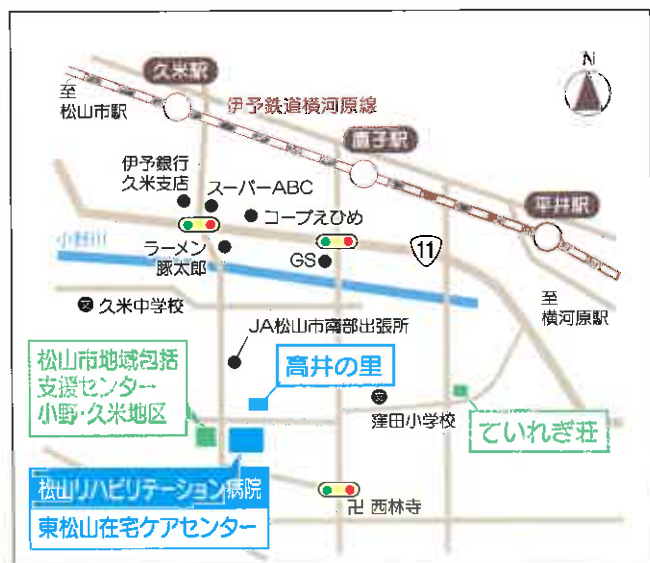 N
久米駅
至
松山市駅
伊予鉄道横河原線
鷹子駅
平井駅
伊予銀行
久米支店
スーパーABC
コープえひめ
11
小野川
ラーメン
豚太郎
GS
至
横河原駅
文 久米中学校
JA松山市南部出張所
松山市地域包括
支援センター
小野・久米地区
高井の里
文
窪田小学校
ていれぎ荘
松山リハビリテーション病院
東松山在宅ケアセンター
卍 西林寺